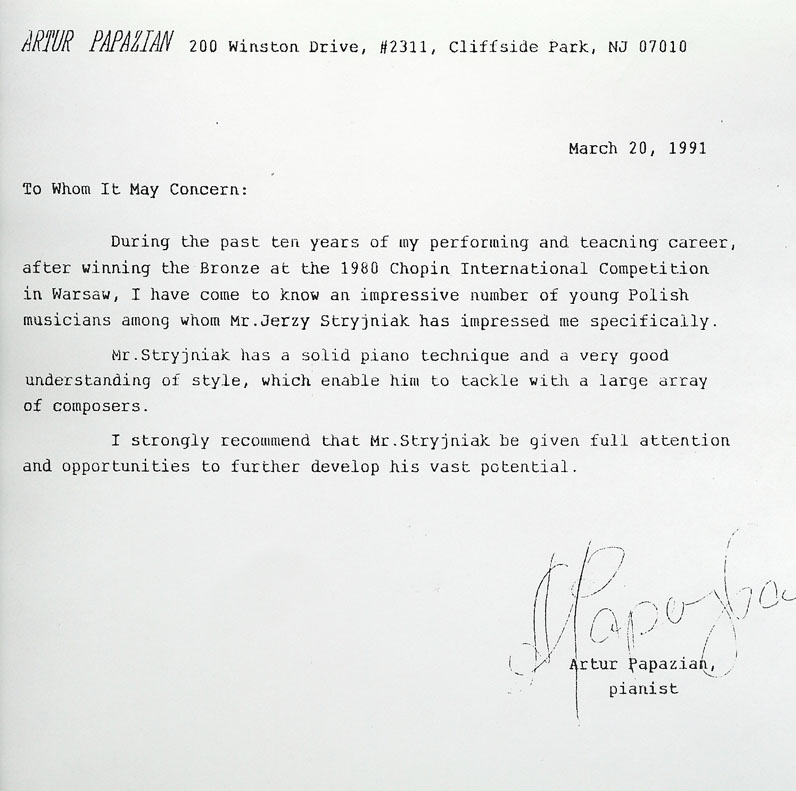 ARTUR PAPAZIAN 200 Winston Drive, #2311, Cliffside Park, NJ 07010
March 20, 1991
To Whom It May Concern:
During the past ten years of my performing and teacning career,
after winning the Bronze at the 1980 Chopin International Competition
in Warsaw, I have come to know an impressive number of young Polish
musicians among whom Mr.Jerzy Stryjniak has impressed me specifically.
Mr.Stryjniak has a solid piano technique and a very good
understanding of style, which enable him to tackle with a large array
of composers.
I strongly recommend that Mr.Stryjniak be given full attention
and opportunities to further develop his vast potential.
A Papazia
Artur Papazian,
pianist